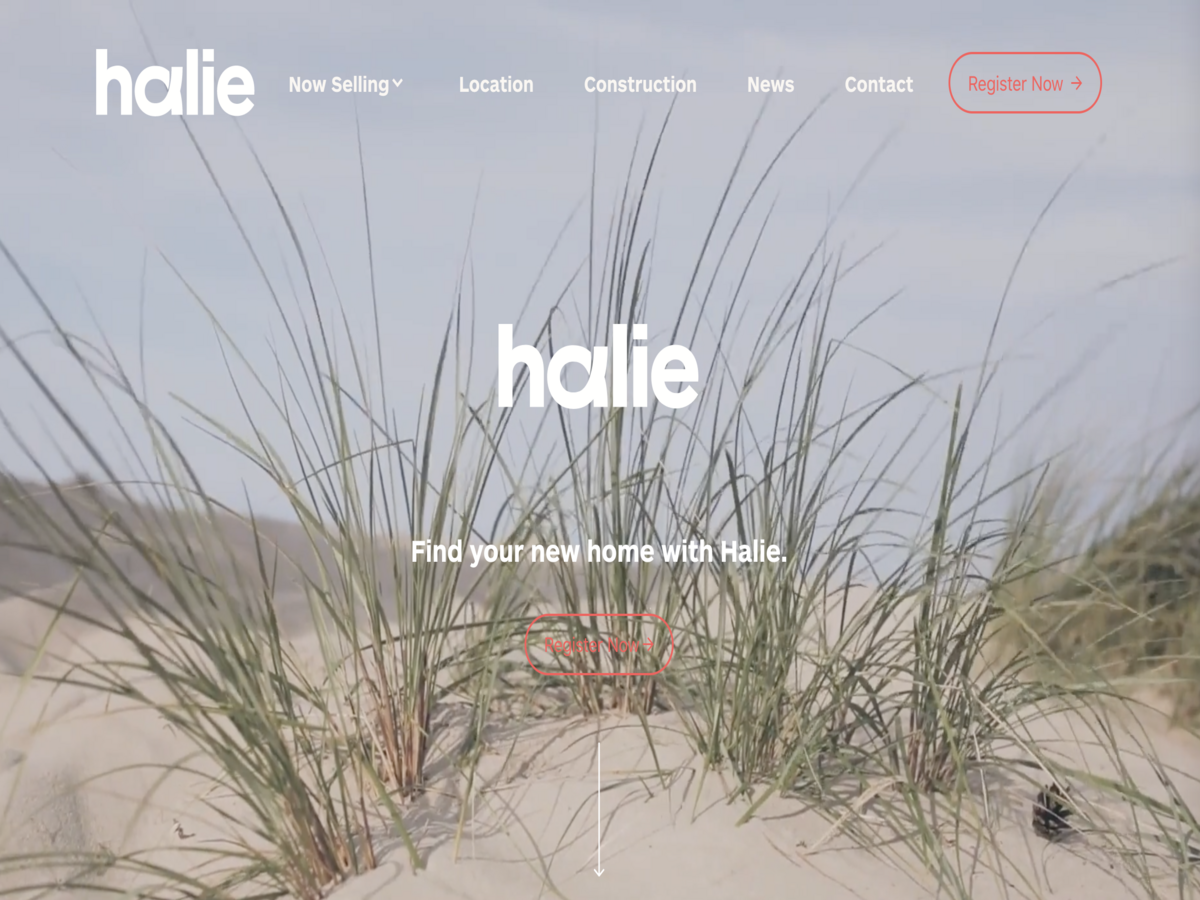 halie
Now Selling
Location
Construction
News
Contact
Register Now
halie
Find your new home with Halie.
Register Now